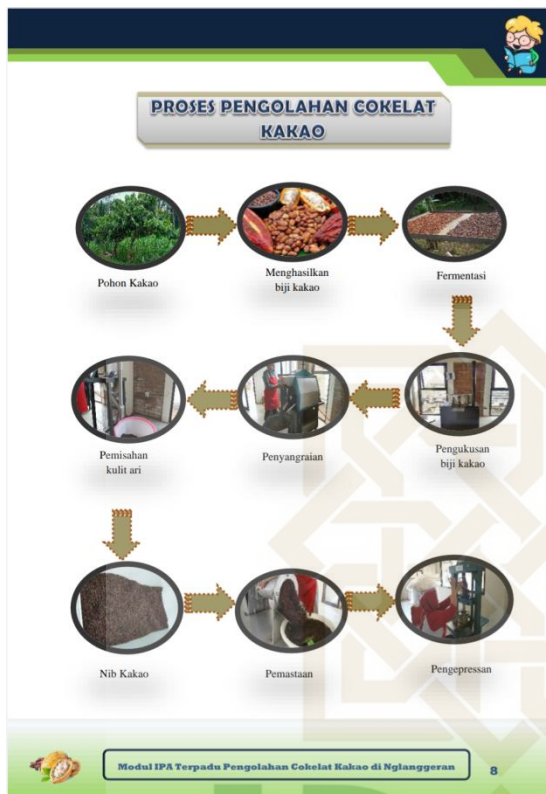 PROSES PENGOLAHAN COKELAT
KAKAO
Pohon Kakao
Menghasilkan
biji kakao
Fermentasi
Pemisahan
kulit ari
Penyangraian
Pengukusan
biji kakao
Nib Kakao
Pemastaan
Pengepressan
Modul IPA Terpadu Pengolahan Cokelat Kakao di Nglanggeran
8